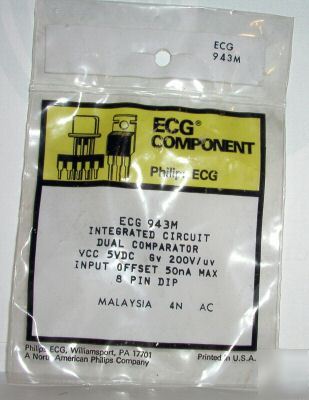 ECG
943M
ECG®
COMPONENT
Philips ECG
ECG 943M
INTEGRATED CIRCUIT
DUAL COMPARATOR
VCC 5VDC Gv 200V/uv
INPUT OFFSET 50nA MAX
8 PIN DIP
MALAYSIA 4N AC
Philips ECG, Williamsport, PA 17701
A North American Philips Company
Printed in U.S.A.